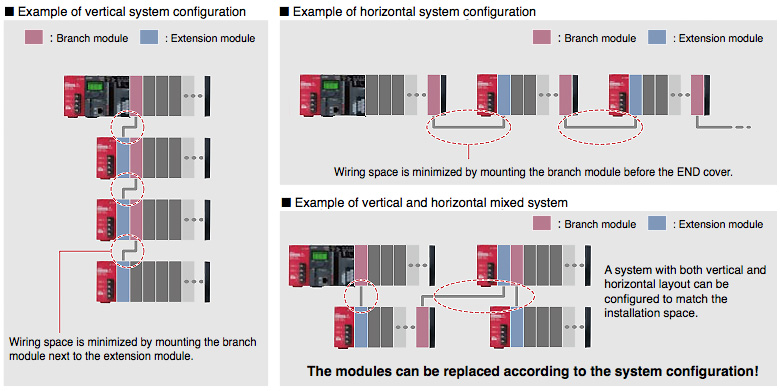 ■ Example of vertical system configuration
: Branch module : Extension module
Wiring space is minimized by mounting the branch
module next to the extension module.
■ Example of horizontal system configuration
: Branch module : Extension module
Wiring space is minimized by mounting the branch module before the END cover.
■ Example of vertical and horizontal mixed system
: Branch module : Extension module
A system with both vertical and
horizontal layout can be
configured to match the
installation space.
The modules can be replaced according to the system configuration!